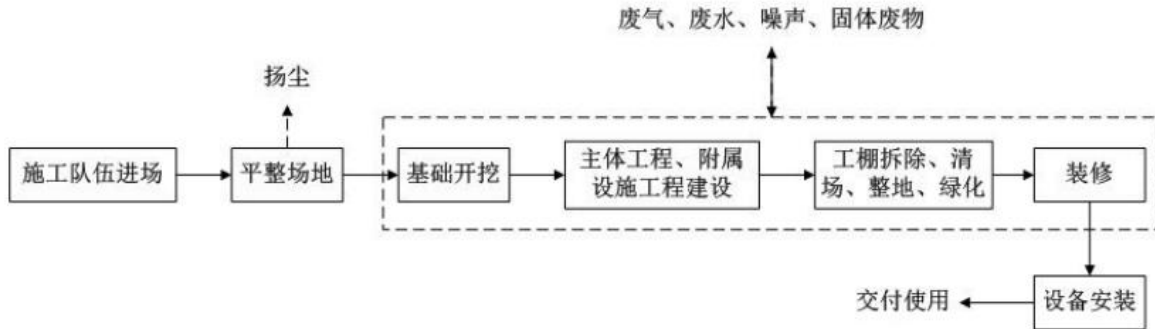 废气、废水、噪声、固体废物
扬尘
施工队伍进场
平整场地
基础开挖
主体工程、附属
设施工程建设
工棚拆除、清
场、整地、绿化
装修
交付使用
设备安装